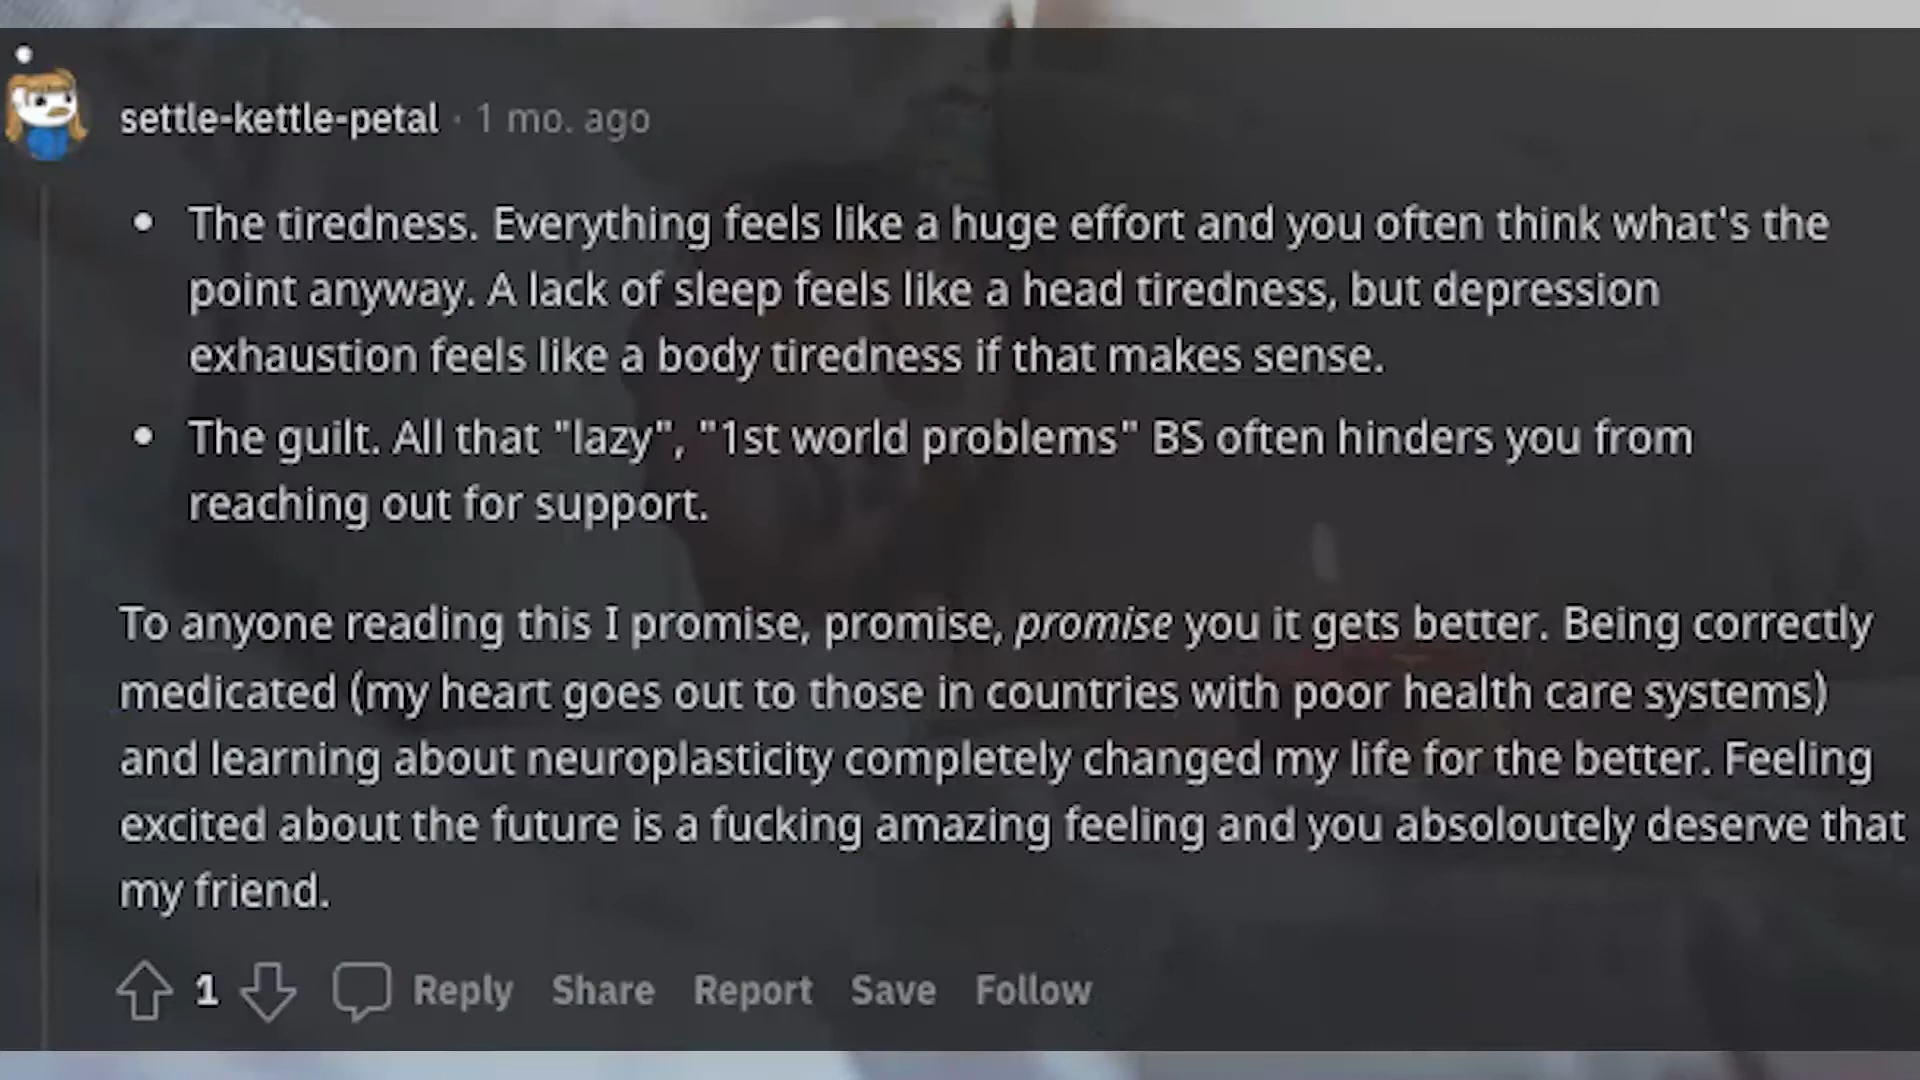 settle-kettle-petal · 1 mo. ago
• The tiredness. Everything feels like a huge effort and you often think what's the
point anyway. A lack of sleep feels like a head tiredness, but depression
exhaustion feels like a body tiredness if that makes sense.
• The guilt. All that "lazy", "1st world problems" BS often hinders you from
reaching out for support.
To anyone reading this I promise, promise, promise you it gets better. Being correctly
medicated (my heart goes out to those in countries with poor health care systems)
and learning about neuroplasticity completely changed my life for the better. Feeling
excited about the future is a fucking amazing feeling and you absoloutely deserve that
my friend.
1 Reply Share Report Save Follow